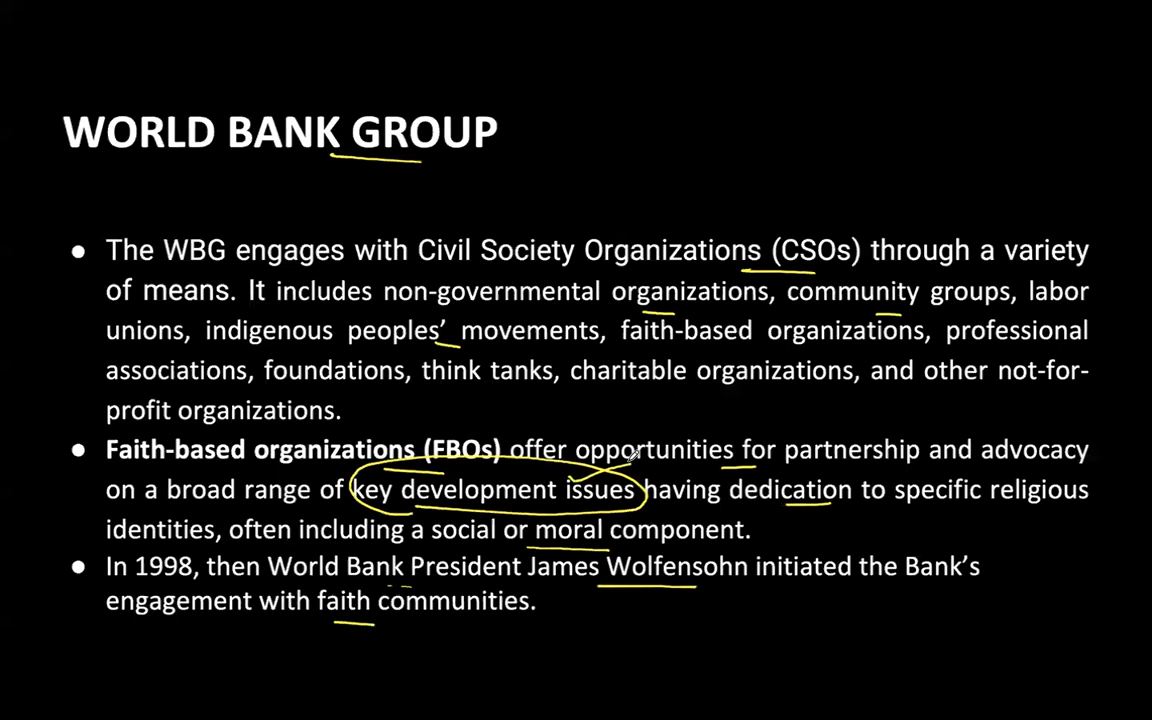 WORLD BANK GROUP
● The WBG engages with Civil Society Organizations (CSOs) through a variety
of means. It includes non-governmental organizations, community groups, labor
unions, indigenous peoples’ movements, faith-based organizations, professional
associations, foundations, think tanks, charitable organizations, and other not-for-
profit organizations.
● Faith-based organizations (FBOs) offer opportunities for partnership and advocacy
on a broad range of key development issues having dedication to specific religious
identities, often including a social or moral component.
● In 1998, then World Bank President James Wolfensohn initiated the Bank’s
engagement with faith communities.